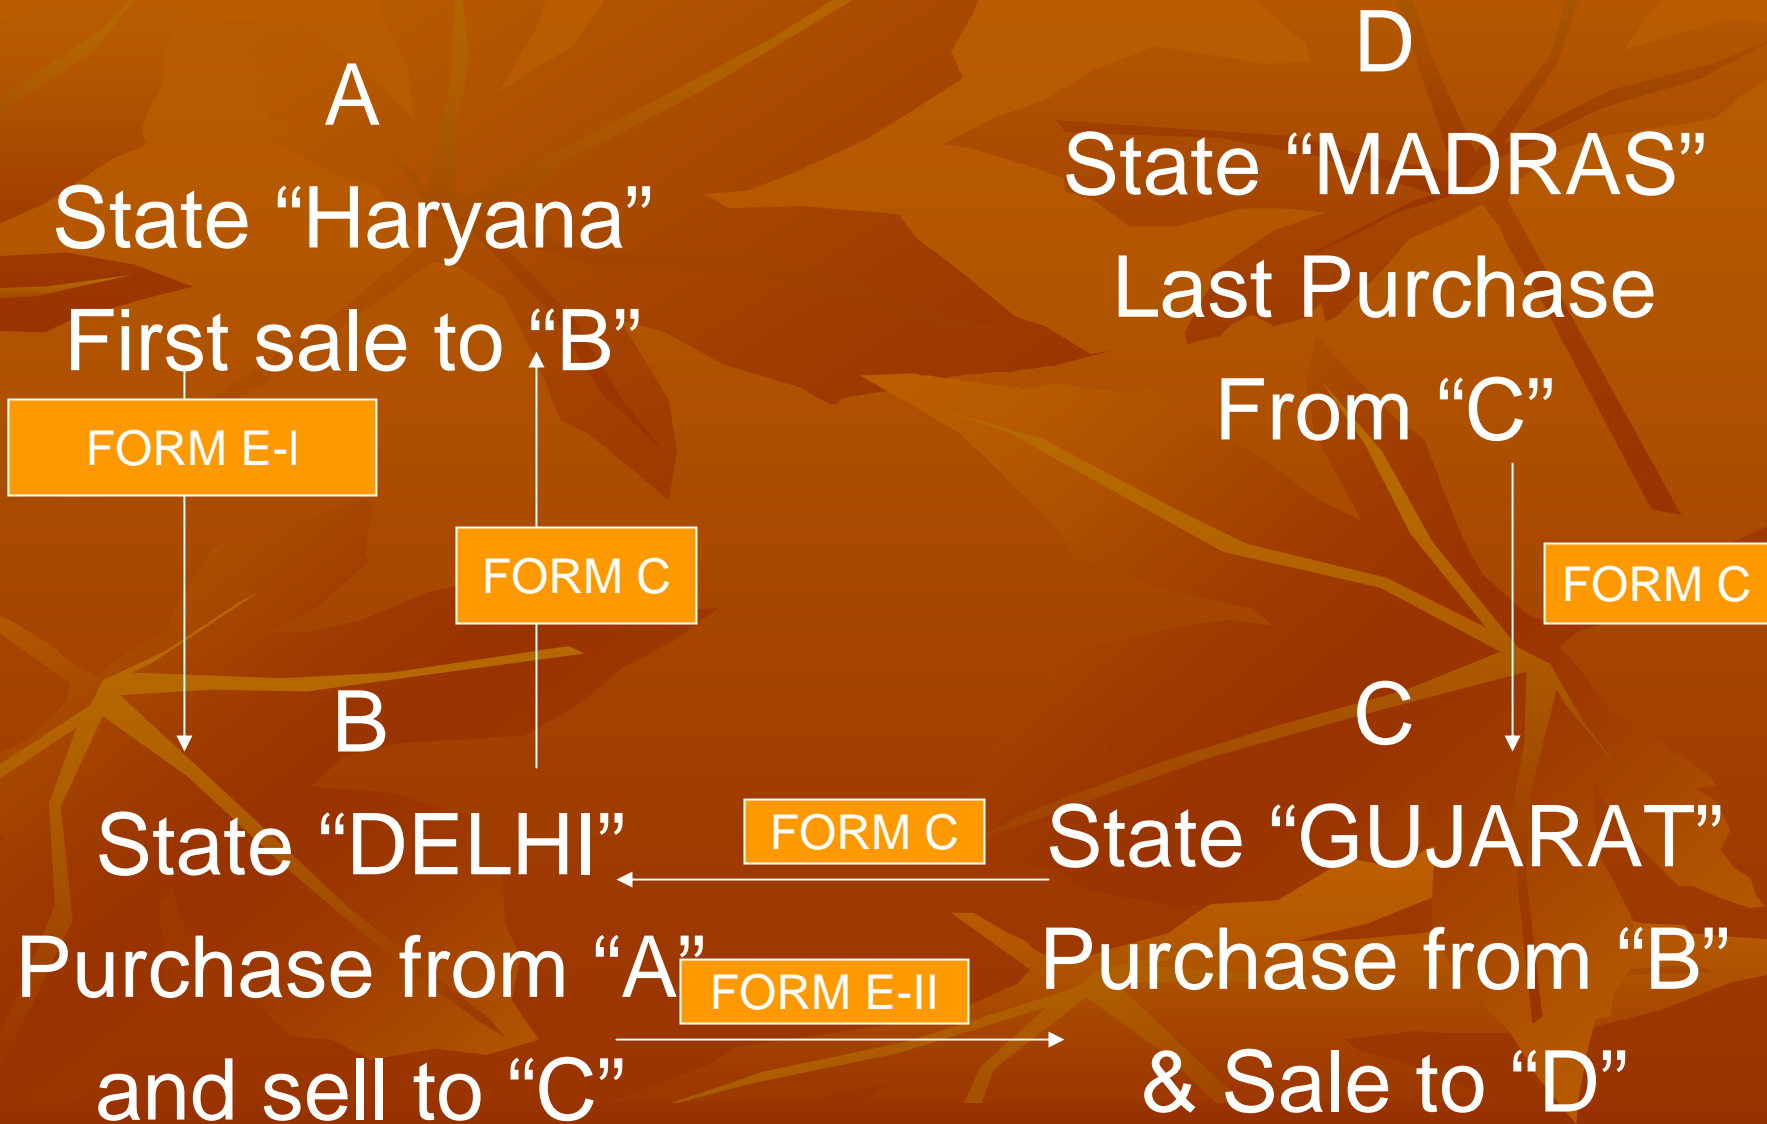 A
State “Haryana”
First sale to “B”
FORM E-I
FORM C
B
State “DELHI”
Purchase from “A”
and sell to “C”
FORM C
FORM E-II
D
State “MADRAS”
Last Purchase
From “C”
FORM C
C
State “GUJARAT”
Purchase from “B”
& Sale to “D”